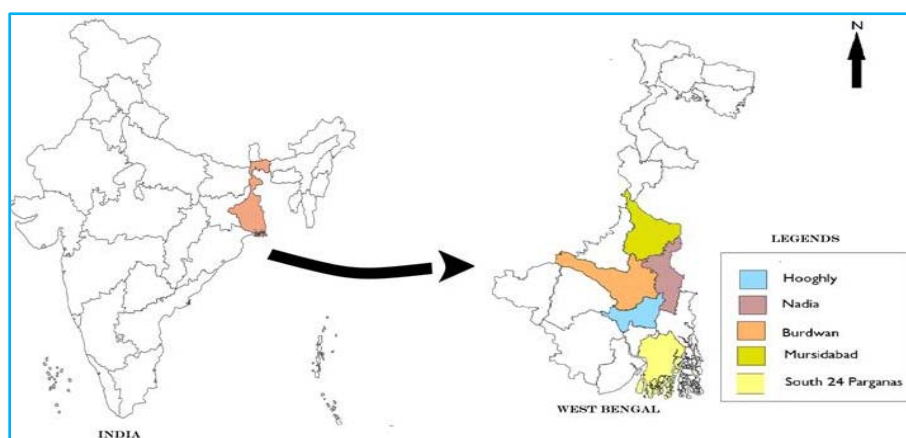 N
LEGENDS
Hooghly
Nadia
Burdwan
Mursidabad
South 24 Parganas
WEST BENGAL
INDIA